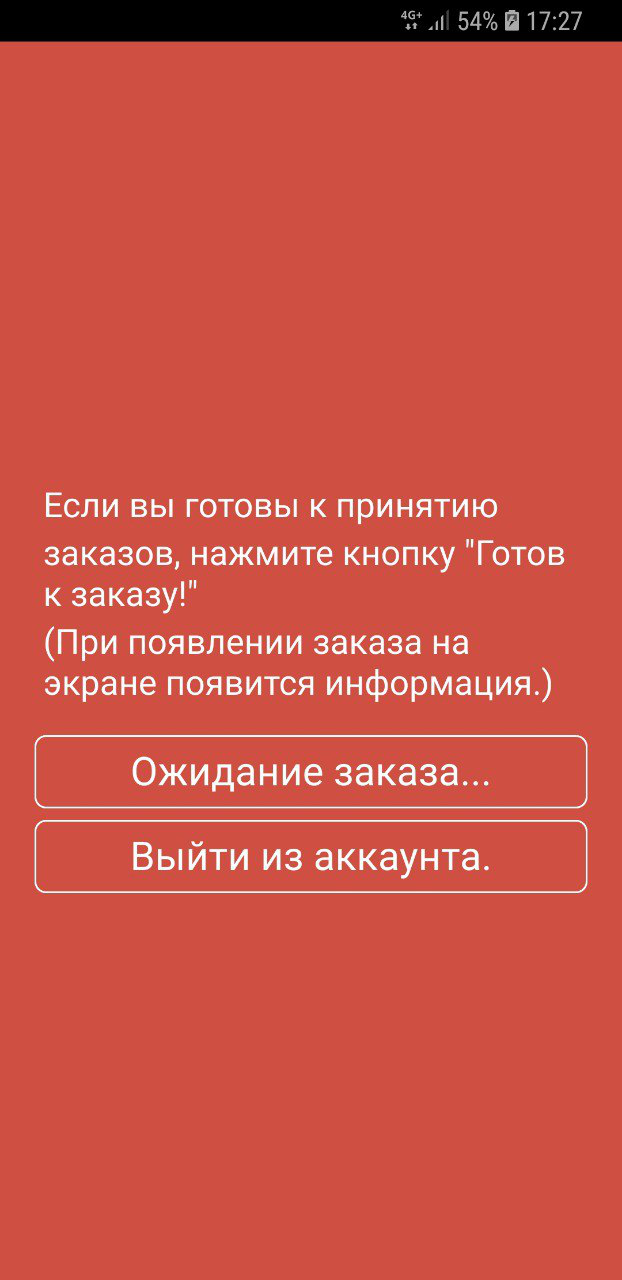 4G+ 54% 17:27
Если вы готовы к принятию
заказов, нажмите кнопку "Готов
к заказу!"
(При появлении заказа на
экране появится информация.)
Ожидание заказа...
Выйти из аккаунта.